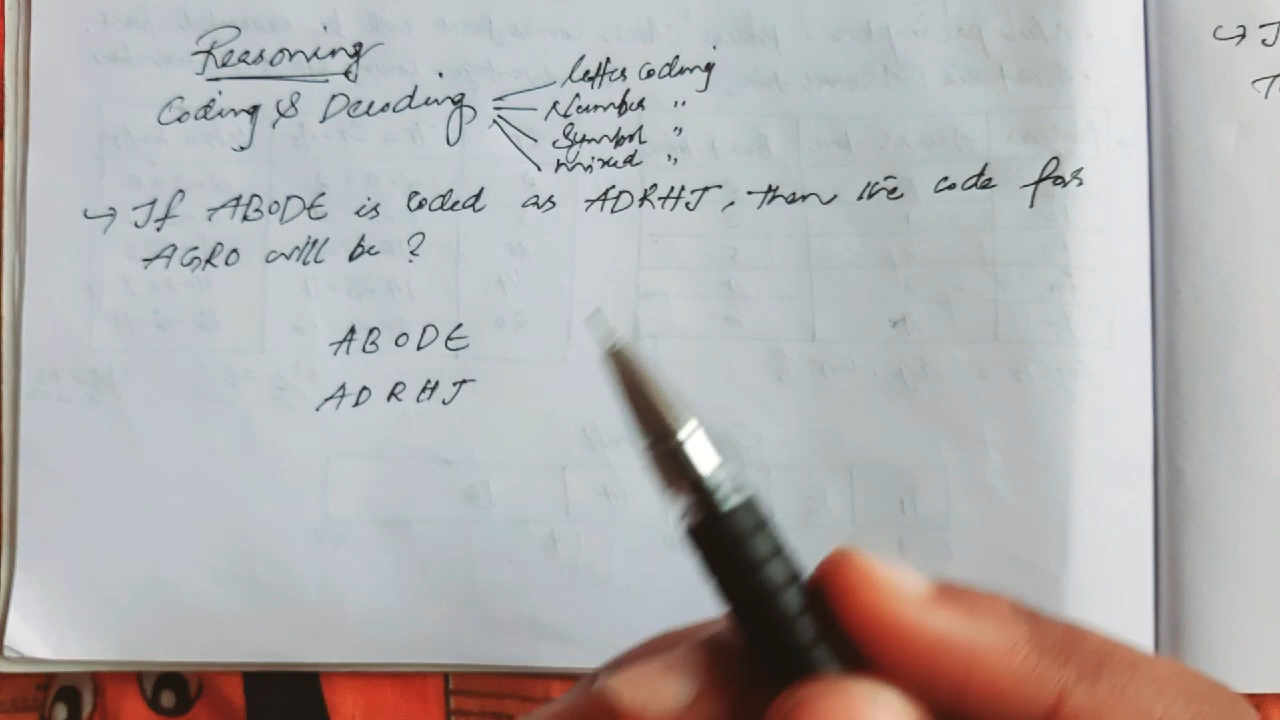 Reasoning
Coding & Decoding
letter coding
Number "
Symbol "
mixed "
↪ If ABODE is coded as ADRHJ, then the code for
AGRO will be ?
ABODE
ADRHJ